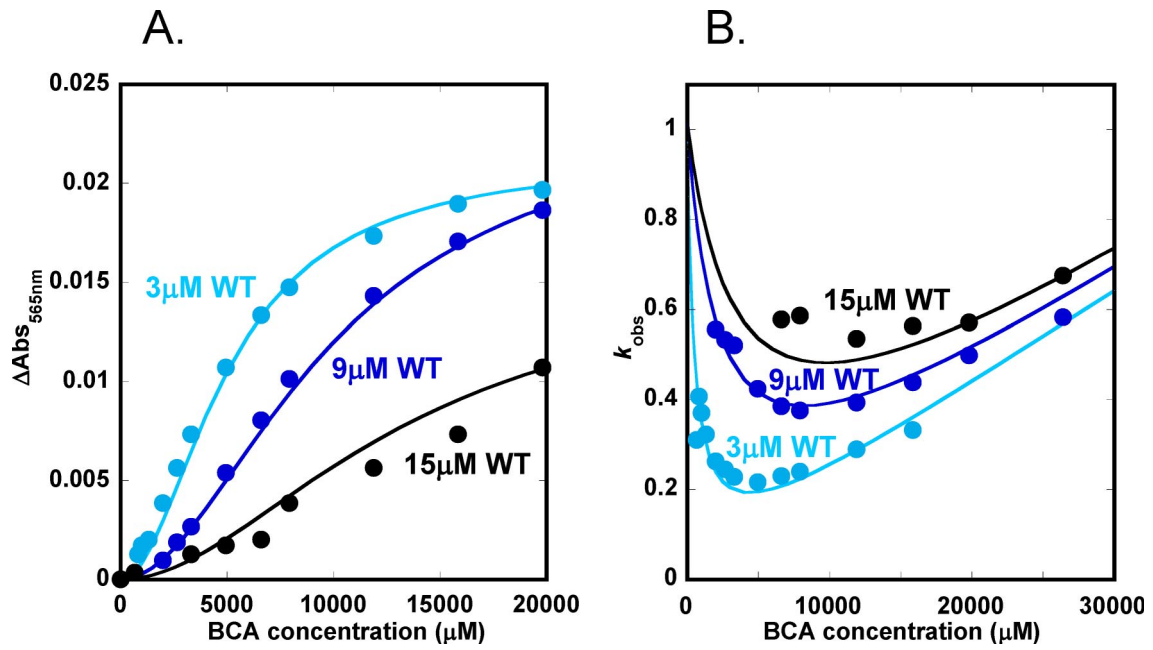 A.
0.025
0.02
0.015
0.01
0.005
0
ΔAbs565nm
3μM WT
9μM WT
15μM WT
0 5000 10000 15000 20000
BCA concentration (μM)
B.
1
0.8
0.6
0.4
0.2
0
kobs
15μM WT
9μM WT
3μM WT
0 10000 20000 30000
BCA concentration (μM)